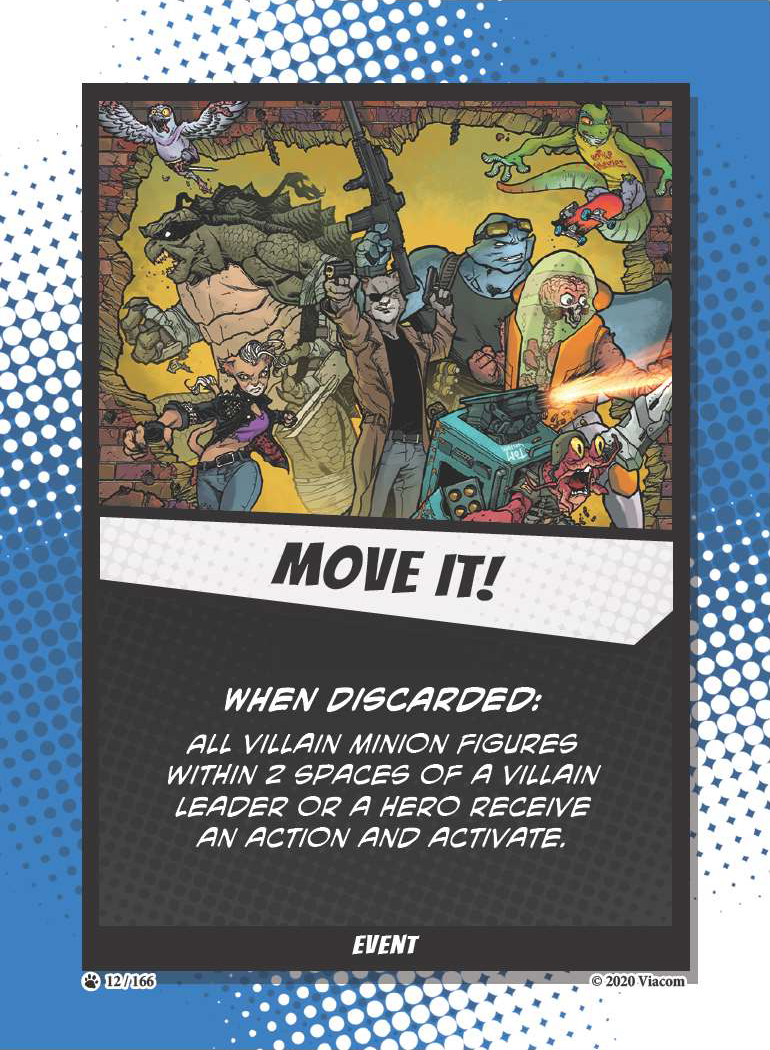 MOVE IT!
WHEN DISCARDED:
ALL VILLAIN MINION FIGURES
WITHIN 2 SPACES OF A VILLAIN
LEADER OR A HERO RECEIVE
AN ACTION AND ACTIVATE.
EVENT
12/166
© 2020 Viacom